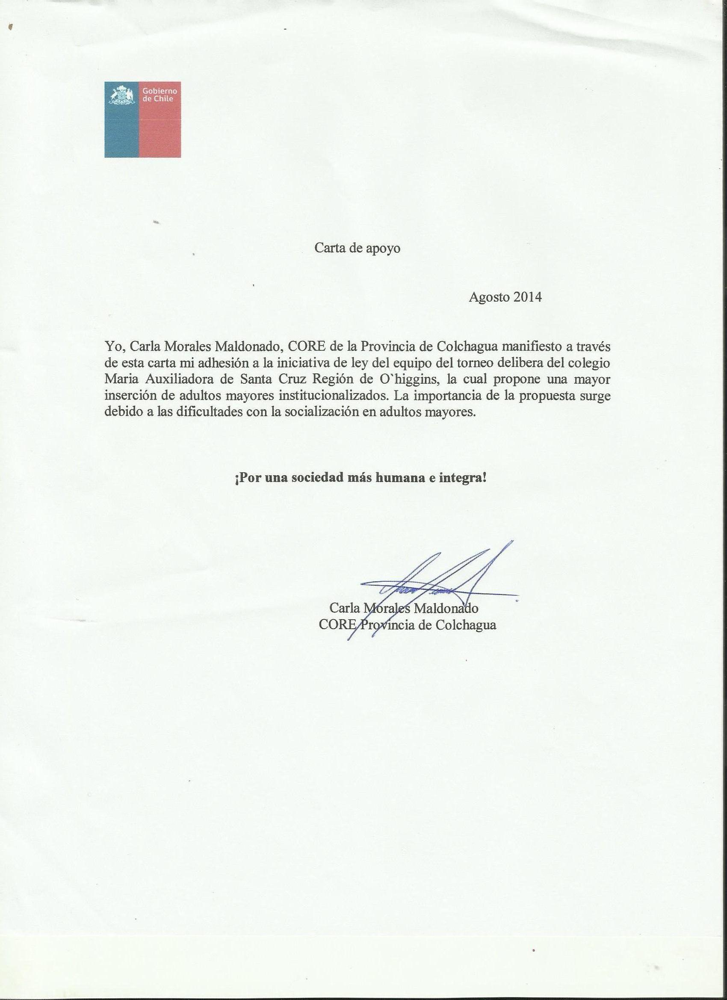 Gobierno
de Chile
Carta de apoyo
Agosto 2014
Yo, Carla Morales Maldonado, CORE de la Provincia de Colchagua manifiesto a través
de esta carta mi adhesión a la iniciativa de ley del equipo del torneo delibera del colegio
Maria Auxiliadora de Santa Cruz Región de O`higgins, la cual propone una mayor
inserción de adultos mayores institucionalizados. La importancia de la propuesta surge
debido a las dificultades con la socialización en adultos mayores.
¡Por una sociedad más humana e integra!
Carla Morales Maldonado
CORE Provincia de Colchagua